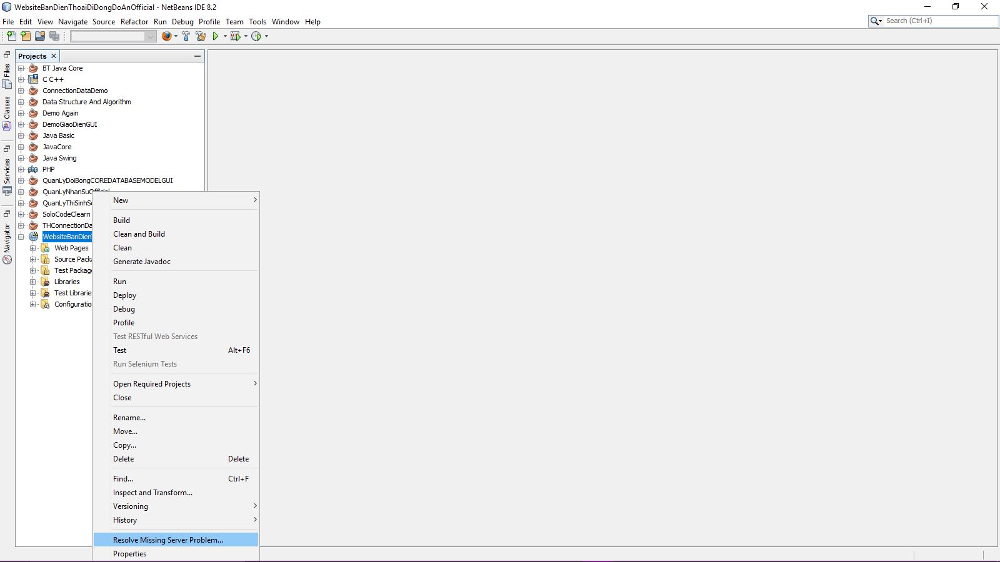 WebsiteBanDienThoaiDiDongDoAnOfficial - NetBeans IDE 8.2
File Edit View Navigate Source Refactor Run Debug Profile Team Tools Window Help
Search (Ctrl+I)
Projects
Files
Classes
Services
Navigator
BT Java Core
C C++
ConnectionDataDemo
Data Structure And Algorithm
Demo Again
DemoGiaoDienGUI
Java Basic
JavaCore
Java Swing
php PHP
QuanLyDoiBongCOREDATABASEMODELGUI
QuanLyNhanSuOfficial
QuanLyThiSinhS
SoloCodeClearn
THConnectionDa
WebsiteBanDien
Web Pages
Source Packa
Test Package
Libraries
Test Librarie
Configuratio
New
Build
Clean and Build
Clean
Generate Javadoc
Run
Deploy
Debug
Profile
Test RESTful Web Services
Test Alt+F6
Run Selenium Tests
Open Required Projects
Close
Rename...
Move...
Copy...
Delete Delete
Find... Ctrl+F
Inspect and Transform...
Versioning
History
Resolve Missing Server Problem...
Properties